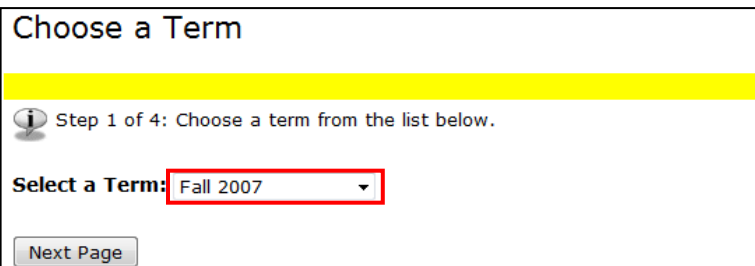 Choose a Term
Step 1 of 4: Choose a term from the list below.
Select a Term: Fall 2007
Next Page